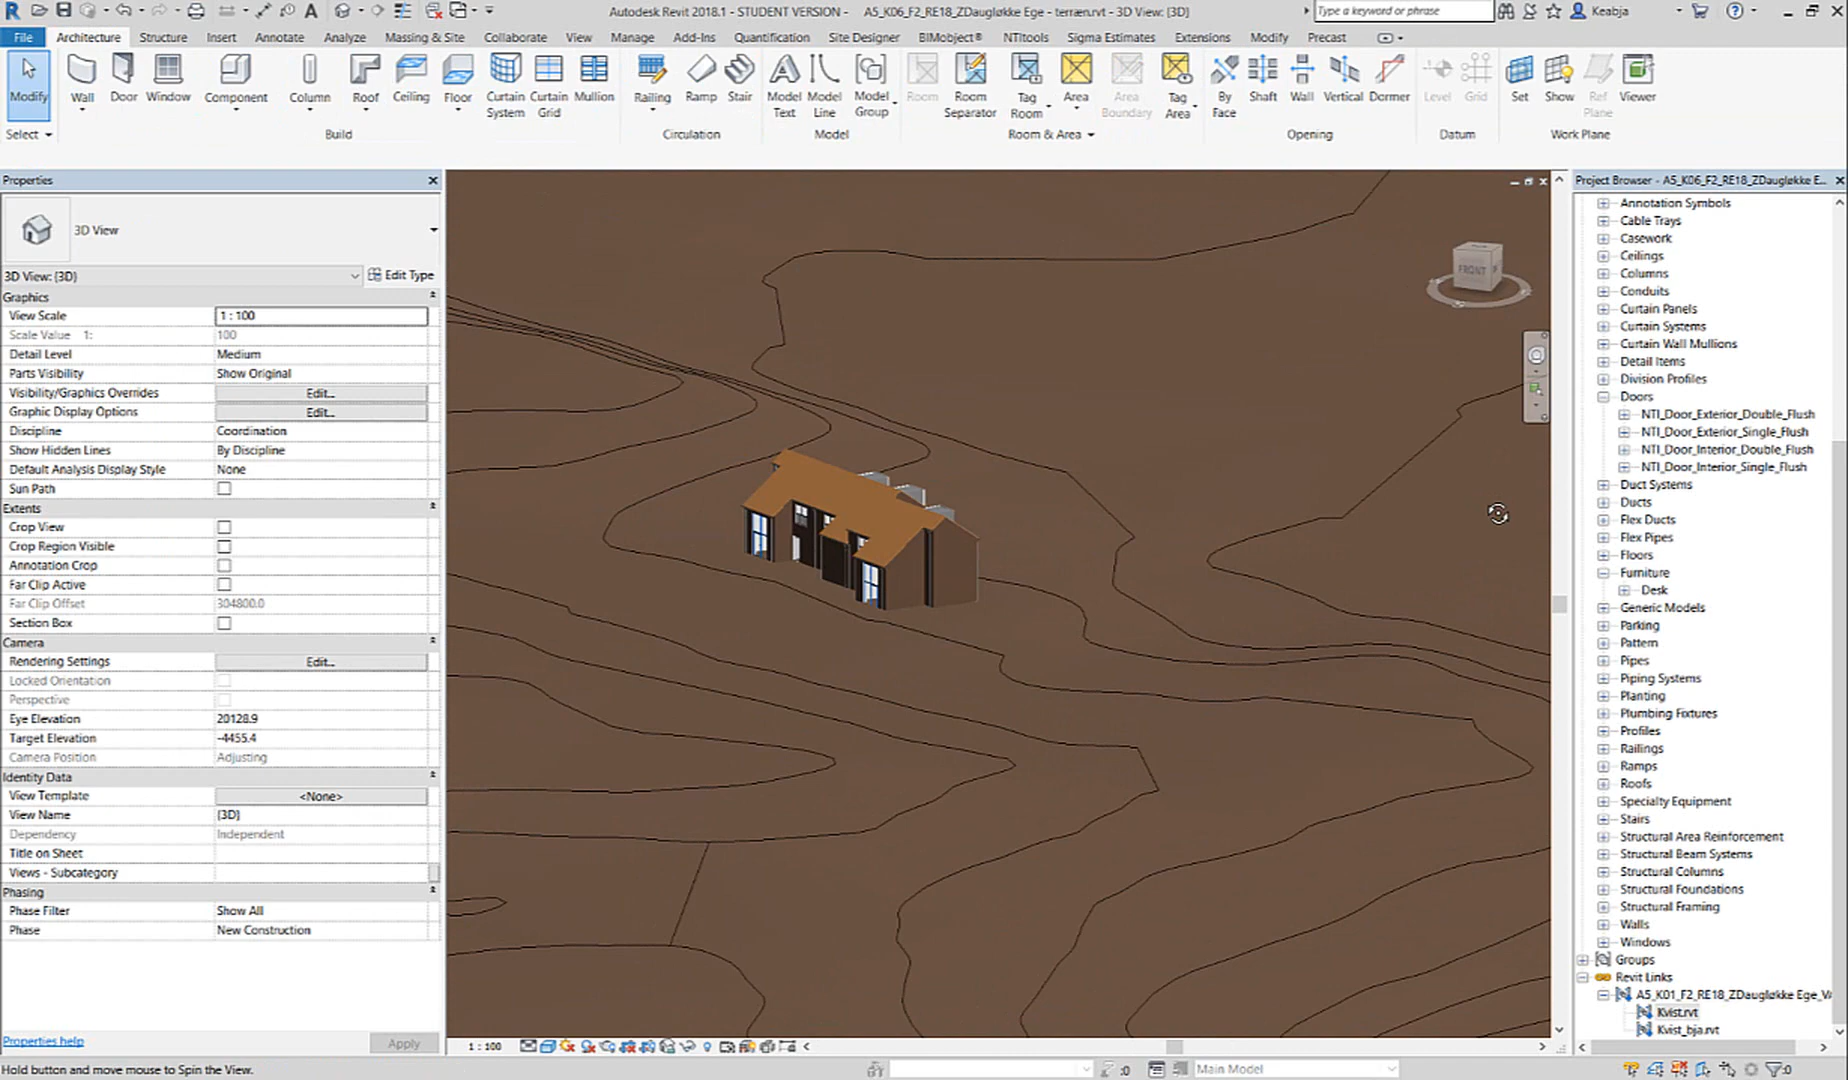 Autodesk Revit 2018.1 - STUDENT VERSION - A5_K06_F2_RE18_ZDaugløkke Ege - terræn.rvt - 3D View: {3D}
Type a keyword or phrase
Keabja
File Architecture Structure Insert Annotate Analyze Massing & Site Collaborate View Manage Add-Ins Quantification Site Designer BIMobject® NTItools Sigma Estimates Extensions Modify Precast
Modify Wall Door Window Component Column Roof Ceiling Floor Curtain System Curtain Grid Mullion Railing Ramp Stair Model Text Model Line Model Group Room Room Separator Tag Room Area Area Boundary Tag Area By Face Shaft Wall Vertical Dormer Level Grid Set Show Ref Plane Viewer
Select Build Circulation Model Room & Area Opening Datum Work Plane
Properties
3D View
3D View: {3D} Edit Type
Graphics
View Scale 1 : 100
Scale Value 1: 100
Detail Level Medium
Parts Visibility Show Original
Visibility/Graphics Overrides Edit...
Graphic Display Options Edit...
Discipline Coordination
Show Hidden Lines By Discipline
Default Analysis Display Style None
Sun Path
Extents
Crop View
Crop Region Visible
Annotation Crop
Far Clip Active
Far Clip Offset 304800.0
Section Box
Camera
Rendering Settings Edit...
Locked Orientation
Perspective
Eye Elevation 20128.9
Target Elevation -4455.4
Camera Position Adjusting
Identity Data
View Template <None>
View Name {3D}
Dependency Independent
Title on Sheet
Views - Subcategory
Phasing
Phase Filter Show All
Phase New Construction
Properties help Apply
FRONT
Project Browser - A5_K06_F2_RE18_ZDaugløkke E...
Annotation Symbols
Cable Trays
Casework
Ceilings
Columns
Conduits
Curtain Panels
Curtain Systems
Curtain Wall Mullions
Detail Items
Division Profiles
Doors
NTI_Door_Exterior_Double_Flush
NTI_Door_Exterior_Single_Flush
NTI_Door_Interior_Double_Flush
NTI_Door_Interior_Single_Flush
Duct Systems
Ducts
Flex Ducts
Flex Pipes
Floors
Furniture
Desk
Generic Models
Parking
Pattern
Pipes
Piping Systems
Planting
Plumbing Fixtures
Profiles
Railings
Ramps
Roofs
Specialty Equipment
Stairs
Structural Area Reinforcement
Structural Beam Systems
Structural Columns
Structural Foundations
Structural Framing
Walls
Windows
Groups
Revit Links
A5_K01_F2_RE18_ZDaugløkke Ege_V
Kvist.rvt
Kvist_bja.rvt
1 : 100
Hold button and move mouse to Spin the View.
:0
Main Model
:0